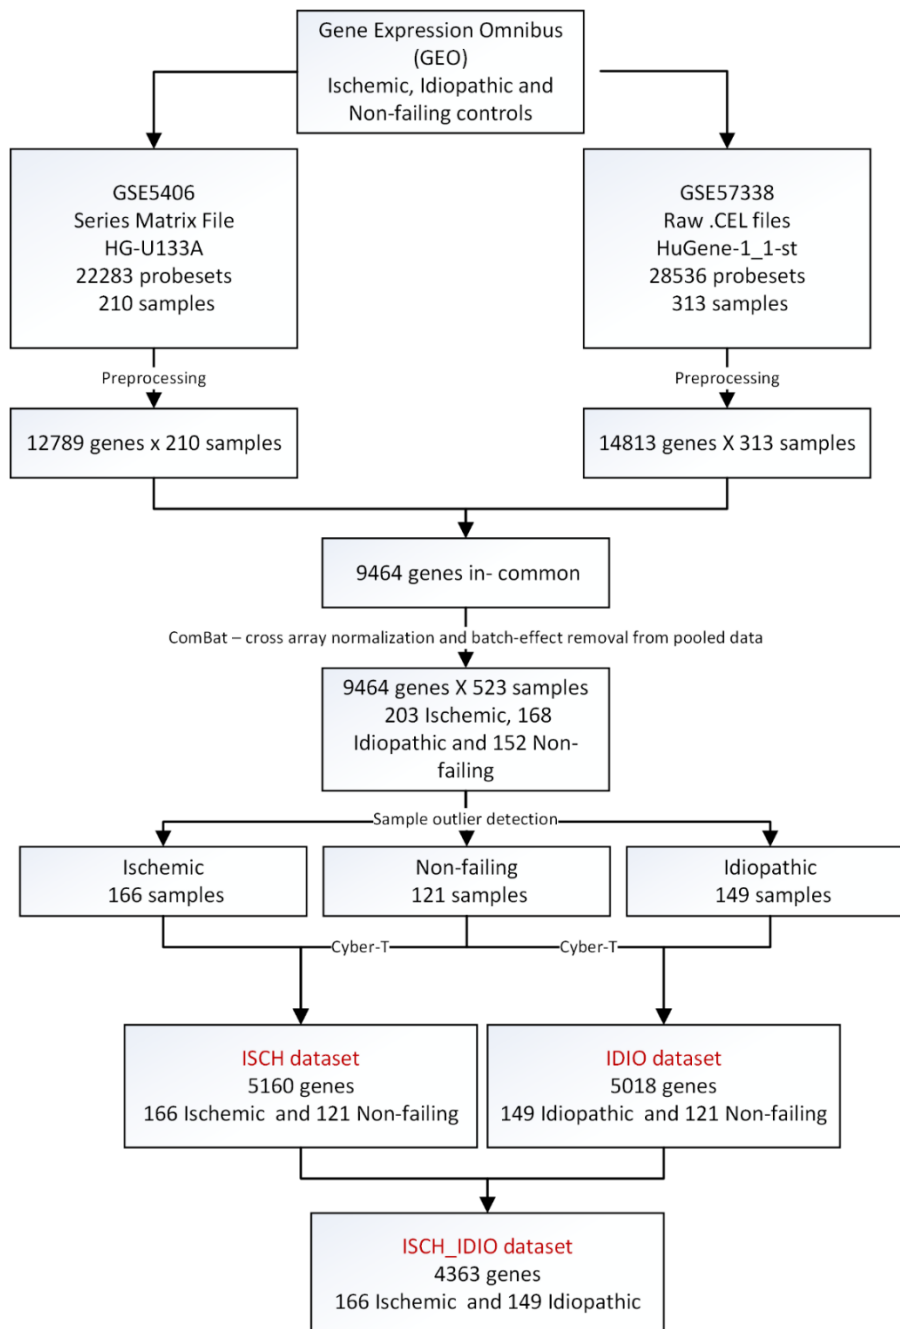 Gene Expression Omnibus
(GEO)
Ischemic, Idiopathic and
Non-failing controls
GSE5406
Series Matrix File
HG-U133A
22283 probesets
210 samples
GSE57338
Raw .CEL files
HuGene-1_1-st
28536 probesets
313 samples
Preprocessing
Preprocessing
12789 genes x 210 samples
14813 genes X 313 samples
9464 genes in- common
ComBat – cross array normalization and batch-effect removal from pooled data
9464 genes X 523 samples
203 Ischemic, 168
Idiopathic and 152 Non-
failing
Sample outlier detection
Ischemic
166 samples
Non-failing
121 samples
Idiopathic
149 samples
Cyber-T
Cyber-T
ISCH dataset
5160 genes
166 Ischemic and 121 Non-failing
IDIO dataset
5018 genes
149 Idiopathic and 121 Non-failing
ISCH_IDIO dataset
4363 genes
166 Ischemic and 149 Idiopathic